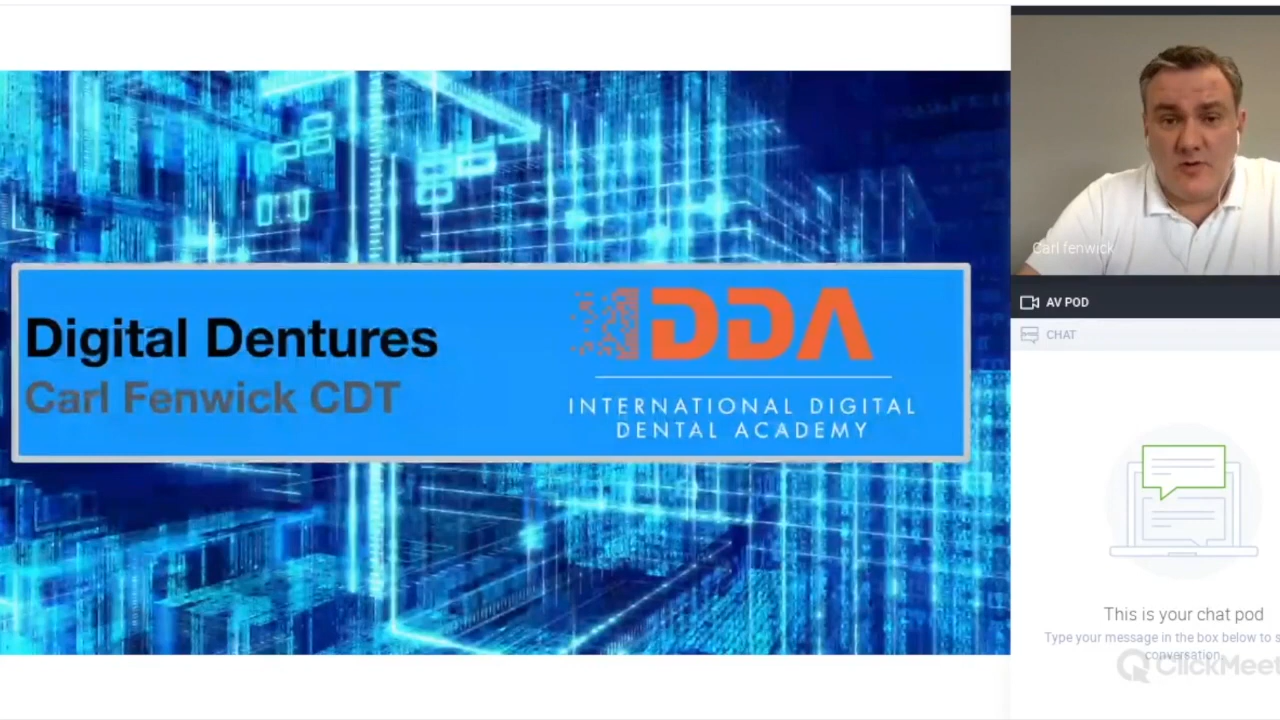 Digital Dentures
Carl Fenwick CDT
IDDA
INTERNATIONAL DIGITAL
DENTAL ACADEMY
Carl fenwick
AV POD
CHAT
This is your chat pod
Type your message in the box below to s
conversation.
ClickMeet